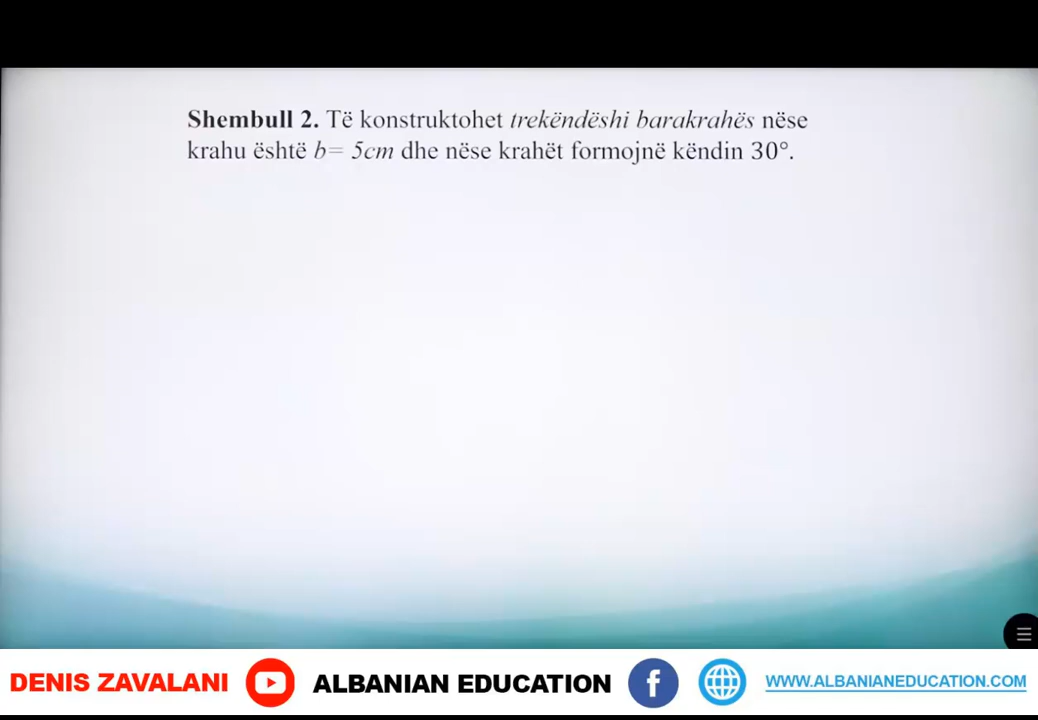 Shembull 2. Të konstruktohet trekëndëshi barakrahës nëse
krahu është b= 5cm dhe nëse krahët formojnë këndin 30°.
DENIS ZAVALANI ALBANIAN EDUCATION WWW.ALBANIANEDUCATION.COM